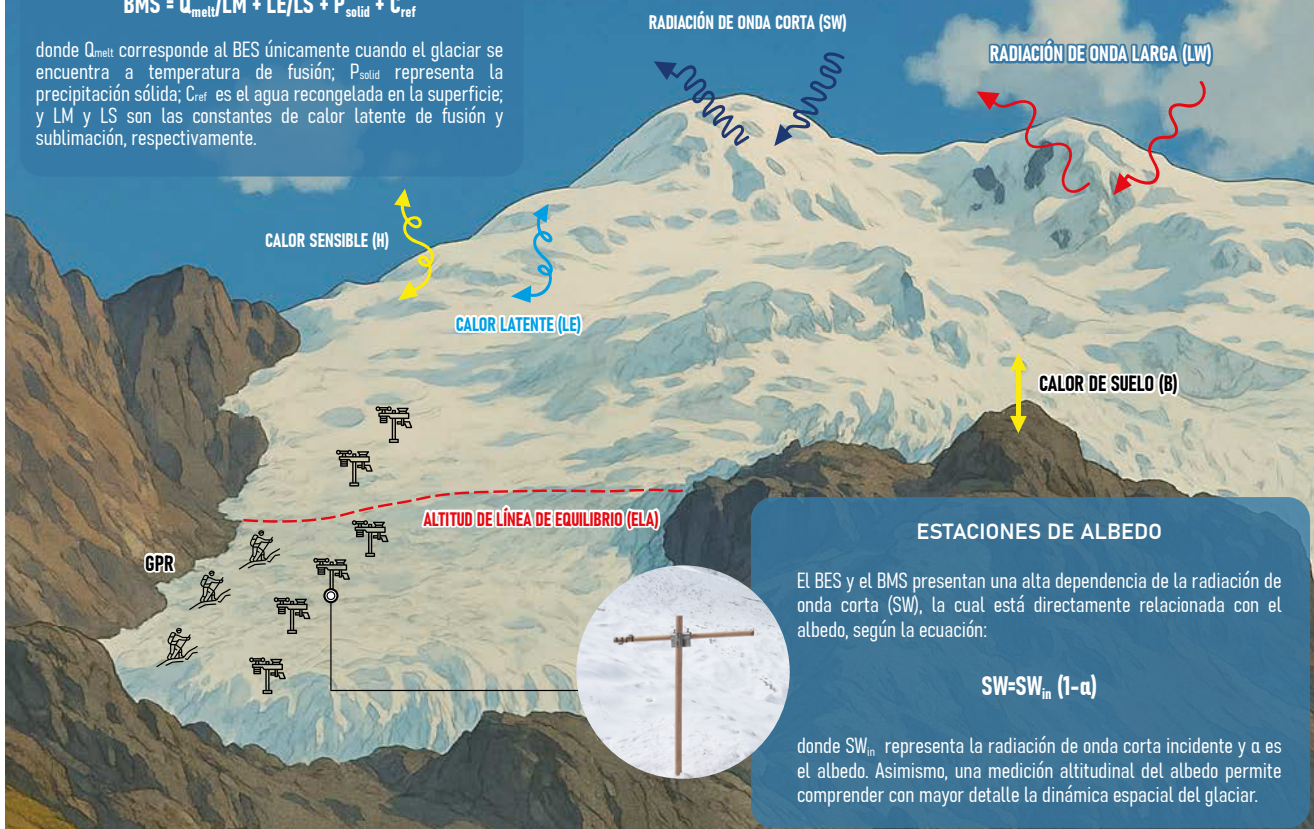 BMS = Qmelt/LM + LE/LS + Psolid + Cref
donde Qmelt corresponde al BES únicamente cuando el glaciar se
encuentra a temperatura de fusión; Psolid representa la
precipitación sólida; Cref es el agua recongelada en la superficie;
y LM y LS son las constantes de calor latente de fusión y
sublimación, respectivamente.
RADIACIÓN DE ONDA CORTA (SW)
RADIACIÓN DE ONDA LARGA (LW)
CALOR SENSIBLE (H)
CALOR LATENTE (LE)
CALOR DE SUELO (B)
ALTITUD DE LÍNEA DE EQUILIBRIO (ELA)
GPR
ESTACIONES DE ALBEDO
El BES y el BMS presentan una alta dependencia de la radiación de
onda corta (SW), la cual está directamente relacionada con el
albedo, según la ecuación:
SW=SWin (1-α)
donde SWin representa la radiación de onda corta incidente y α es
el albedo. Asimismo, una medición altitudinal del albedo permite
comprender con mayor detalle la dinámica espacial del glaciar.